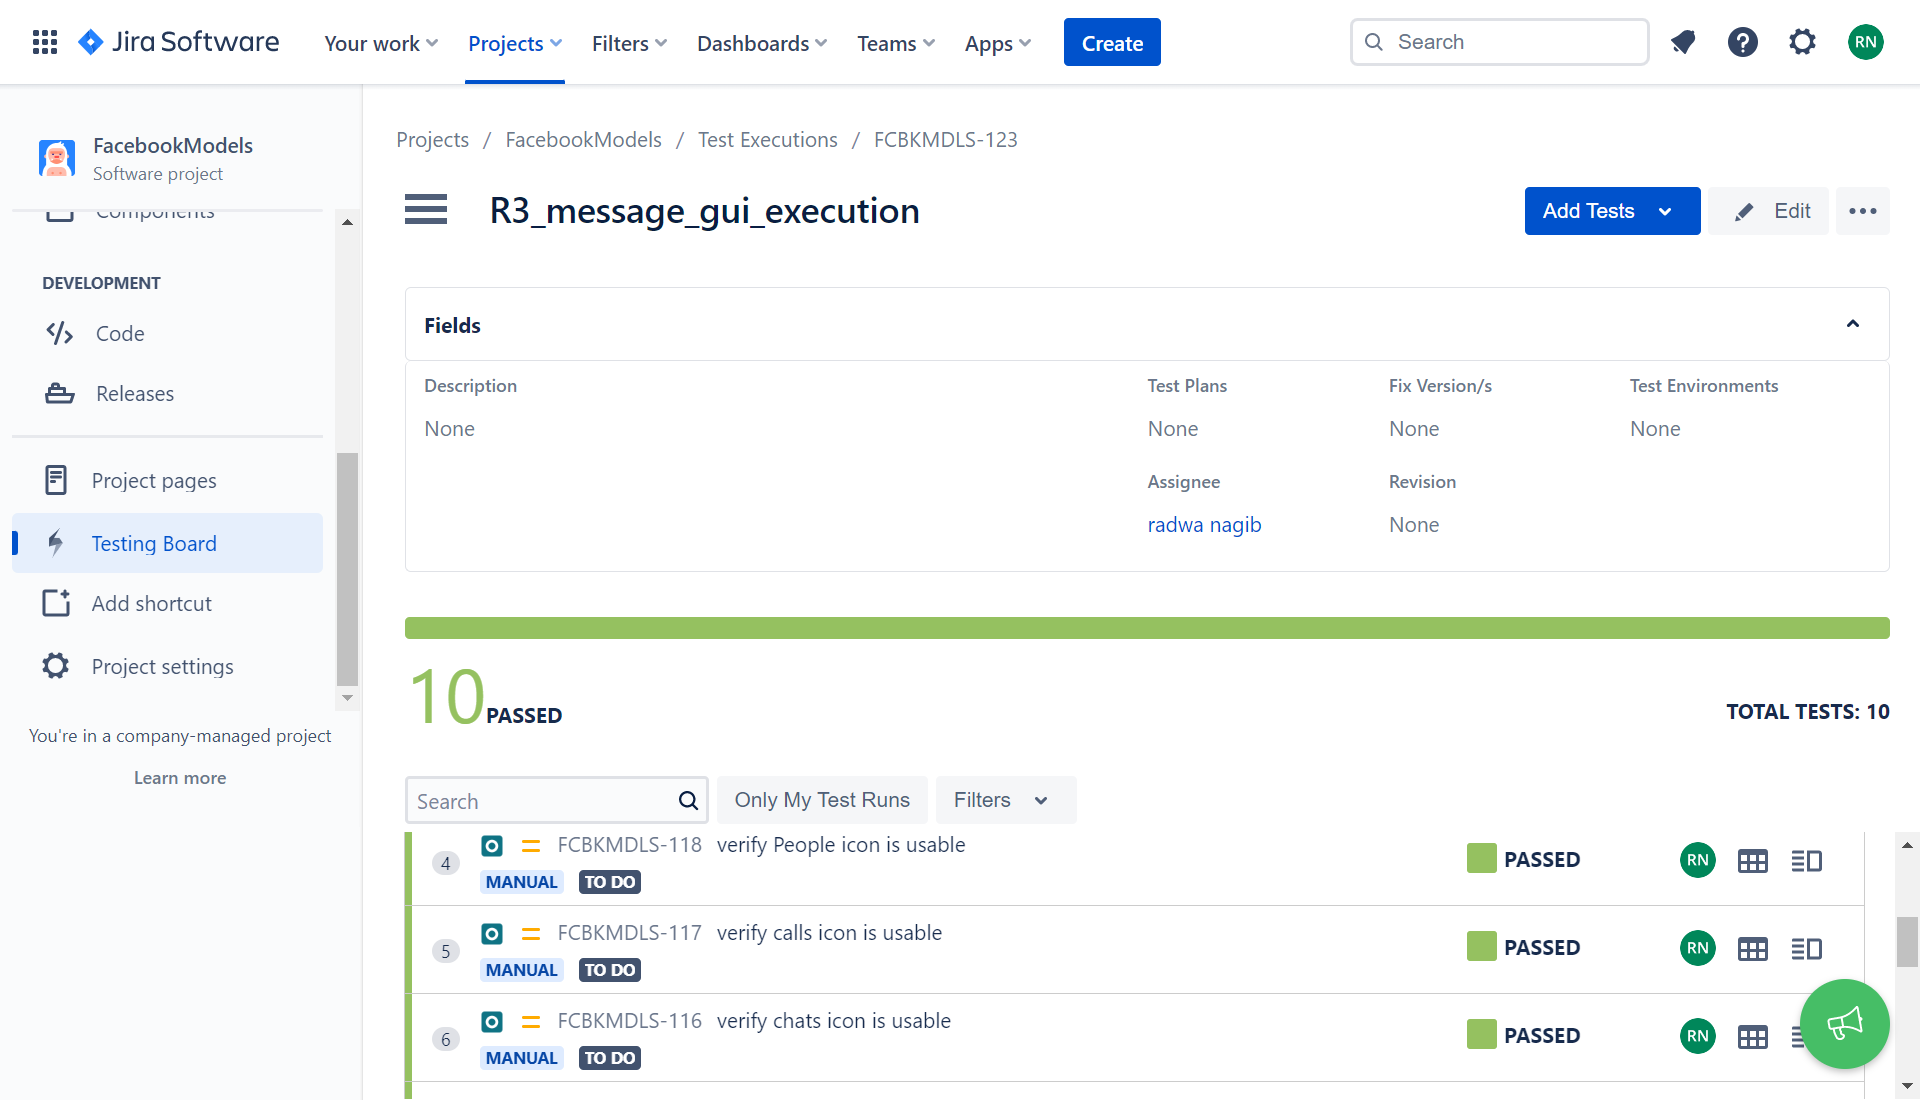 Jira Software
Your work
Projects
Filters
Dashboards
Teams
Apps
Create
Search
RN
FacebookModels
Software project
Components
DEVELOPMENT
Code
Releases
Project pages
Testing Board
Add shortcut
Project settings
You're in a company-managed project
Learn more
Projects / FacebookModels / Test Executions / FCBKMDLS-123
R3_message_gui_execution
Add Tests
Edit
Fields
Description
None
Test Plans
None
Fix Version/s
None
Test Environments
None
Assignee
radwa nagib
Revision
None
10 PASSED
TOTAL TESTS: 10
Search
Only My Test Runs
Filters
4 FCBKMDLS-118 verify People icon is usable PASSED RN
MANUAL TO DO
5 FCBKMDLS-117 verify calls icon is usable PASSED RN
MANUAL TO DO
6 FCBKMDLS-116 verify chats icon is usable PASSED RN
MANUAL TO DO